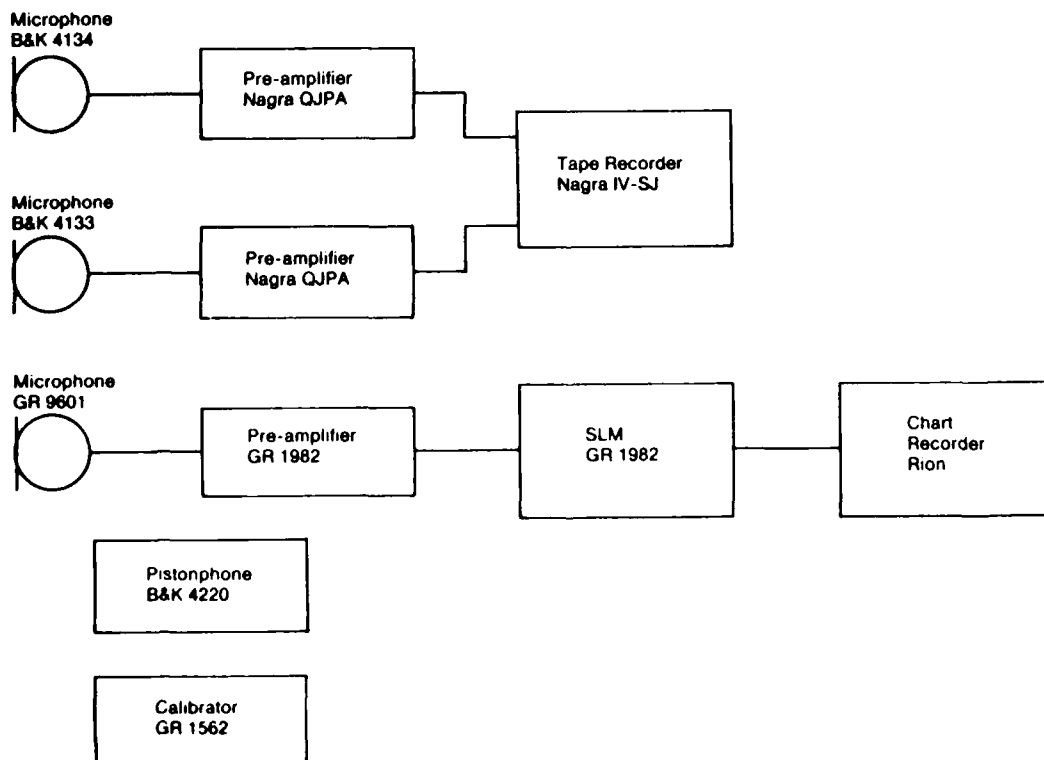 Microphone
B&K 4134
Pre-amplifier
Nagra QJPA
Tape Recorder
Nagra IV-SJ
Microphone
B&K 4133
Pre-amplifier
Nagra QJPA
Microphone
GR 9601
Pre-amplifier
GR 1982
SLM
GR 1982
Chart
Recorder
Rion
Pistonphone
B&K 4220
Calibrator
GR 1562